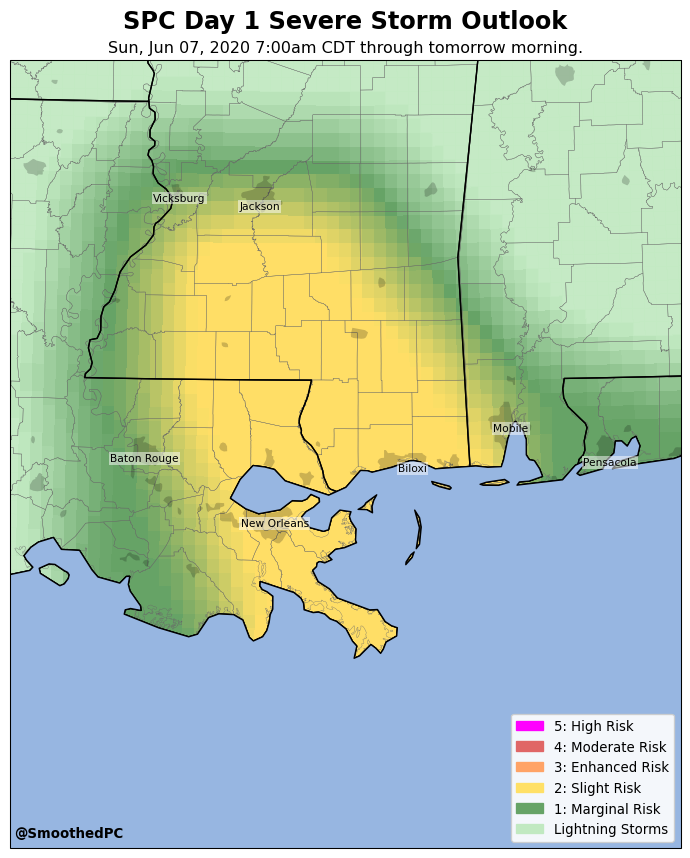 SPC Day 1 Severe Storm Outlook
Sun, Jun 07, 2020 7:00am CDT through tomorrow morning.
Vicksburg
Jackson
Mobile
Baton Rouge
Pensacola
Biloxi
New Orleans
5: High Risk
4: Moderate Risk
3: Enhanced Risk
2: Slight Risk
1: Marginal Risk
Lightning Storms
@SmoothedPC